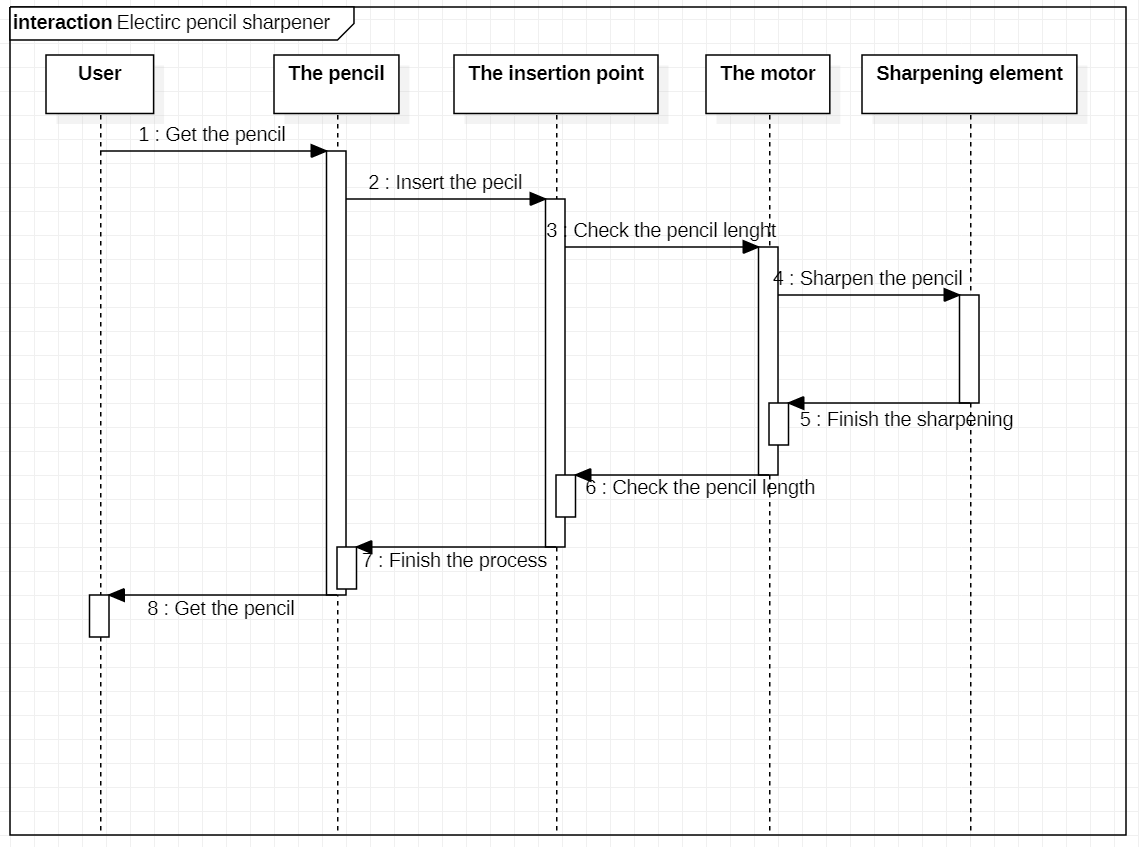 interaction Electirc pencil sharpener
User
The pencil
The insertion point
The motor
Sharpening element
1 : Get the pencil
2 : Insert the pecil
3 : Check the pencil lenght
4 : Sharpen the pencil
5 : Finish the sharpening
6 : Check the pencil length
7 : Finish the process
8 : Get the pencil